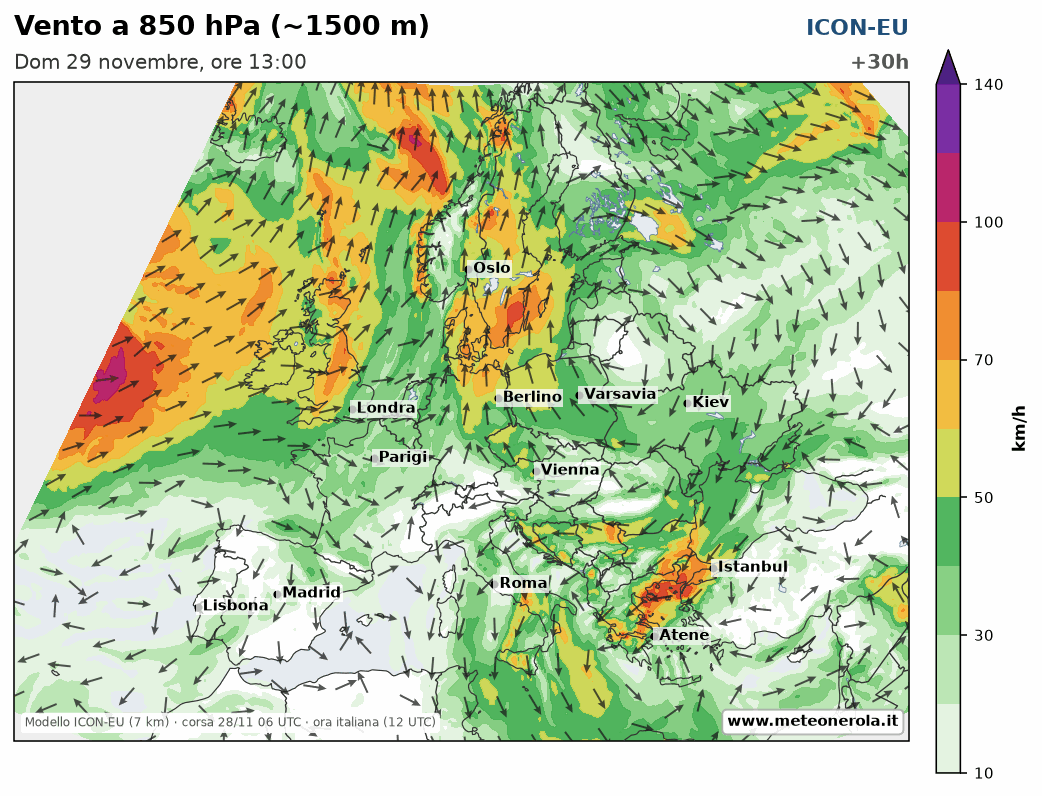 Vento a 850 hPa (~1500 m)
ICON-EU
Dom 29 novembre, ore 13:00
+30h
140
100
70
50
30
10
km/h
Oslo
Londra
Berlino
Varsavia
Kiev
Parigi
Vienna
Istanbul
Roma
Madrid
Lisbona
Atene
Modello ICON-EU (7 km) · corsa 28/11 06 UTC · ora italiana (12 UTC)
www.meteonerola.it